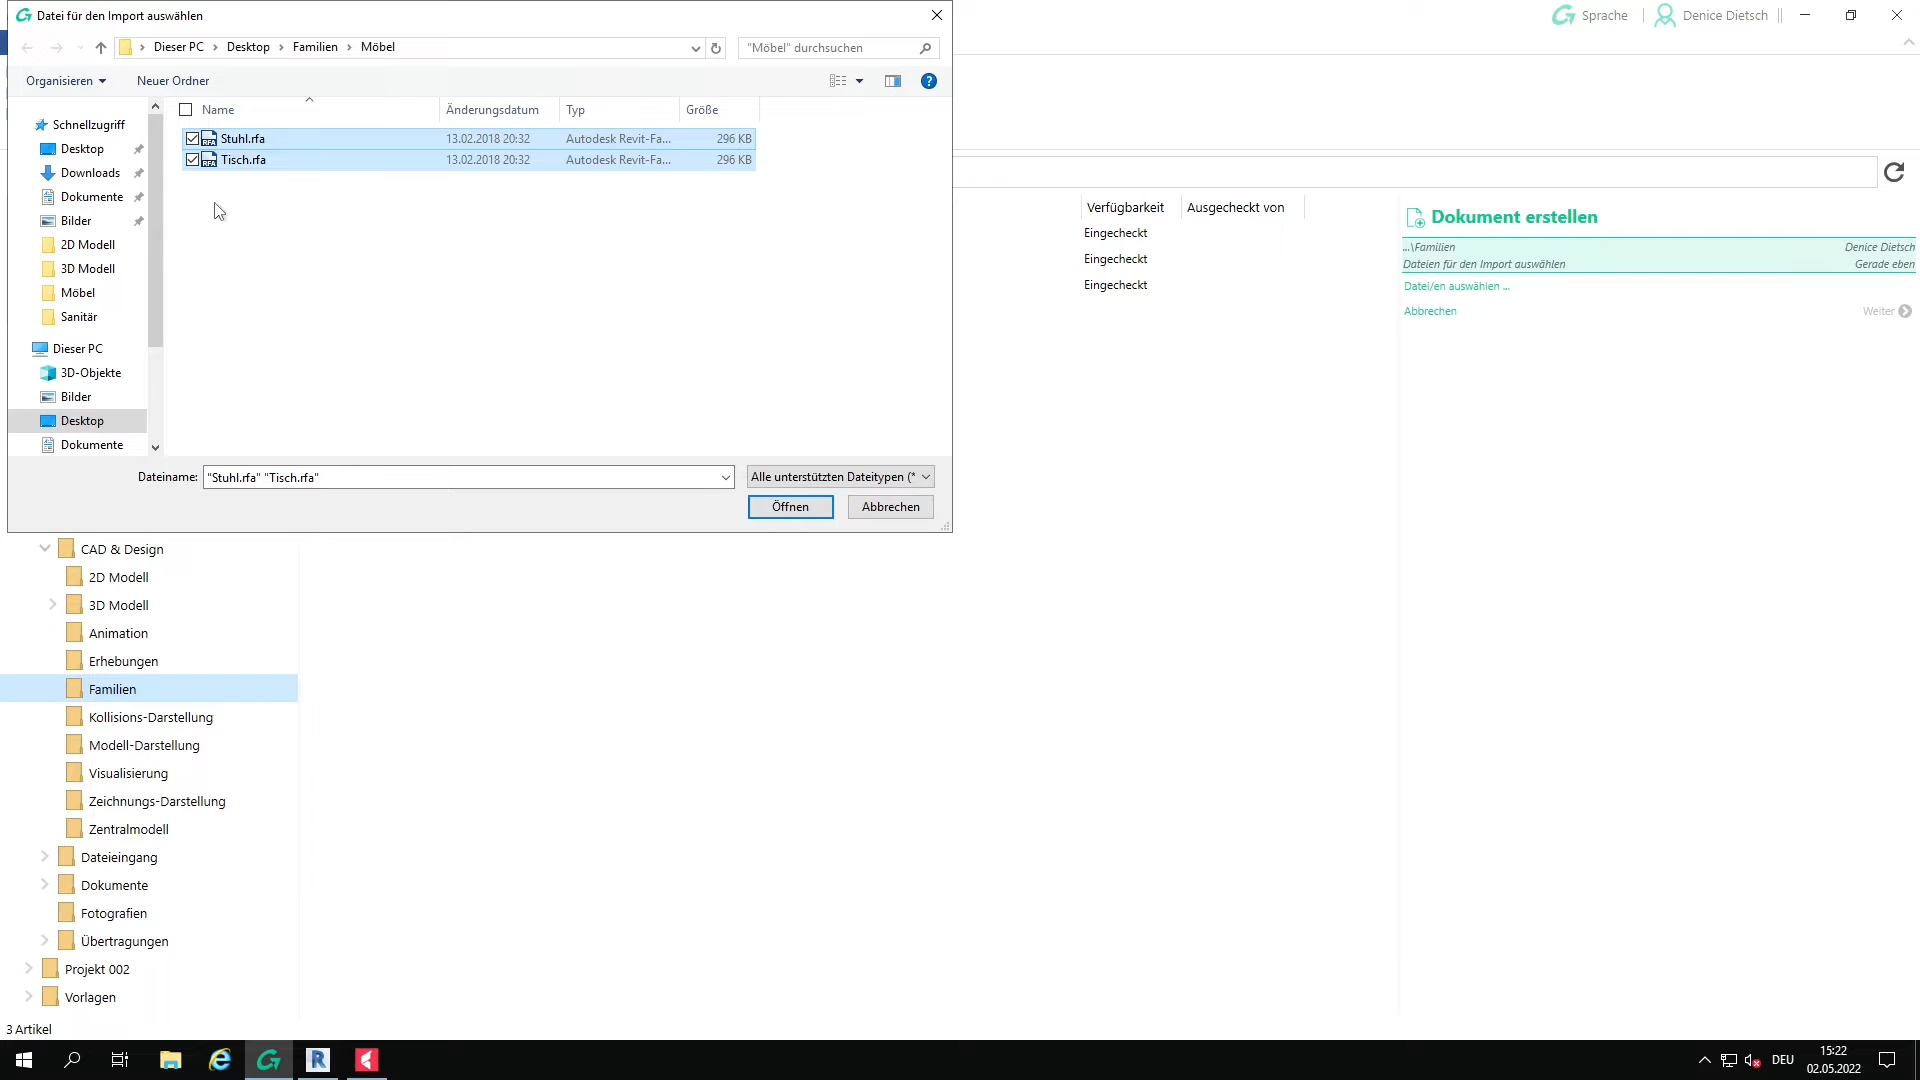 Datei für den Import auswählen
Sprache
Denice Dietsch
Dieser PC
Desktop
Familien
Möbel
"Möbel" durchsuchen
Organisieren
Neuer Ordner
Name
Änderungsdatum
Typ
Größe
Schnellzugriff
Desktop
Downloads
Dokumente
Bilder
2D Modell
3D Modell
Möbel
Sanitär
Dieser PC
3D-Objekte
Bilder
Desktop
Dokumente
Stuhl.rfa 13.02.2018 20:32 Autodesk Revit-Fa... 296 KB
Tisch.rfa 13.02.2018 20:32 Autodesk Revit-Fa... 296 KB
Dateiname: "Stuhl.rfa" "Tisch.rfa"
Alle unterstützten Dateitypen (*
Öffnen
Abbrechen
Verfügbarkeit
Ausgecheckt von
Eingecheckt
Eingecheckt
Eingecheckt
Dokument erstellen
...\Familien
Denice Dietsch
Dateien für den Import auswählen
Gerade eben
Datei/en auswählen ...
Abbrechen
Weiter
CAD & Design
2D Modell
3D Modell
Animation
Erhebungen
Familien
Kollisions-Darstellung
Modell-Darstellung
Visualisierung
Zeichnungs-Darstellung
Zentralmodell
Dateieingang
Dokumente
Fotografien
Übertragungen
Projekt 002
Vorlagen
3 Artikel
DEU
15:22
02.05.2022